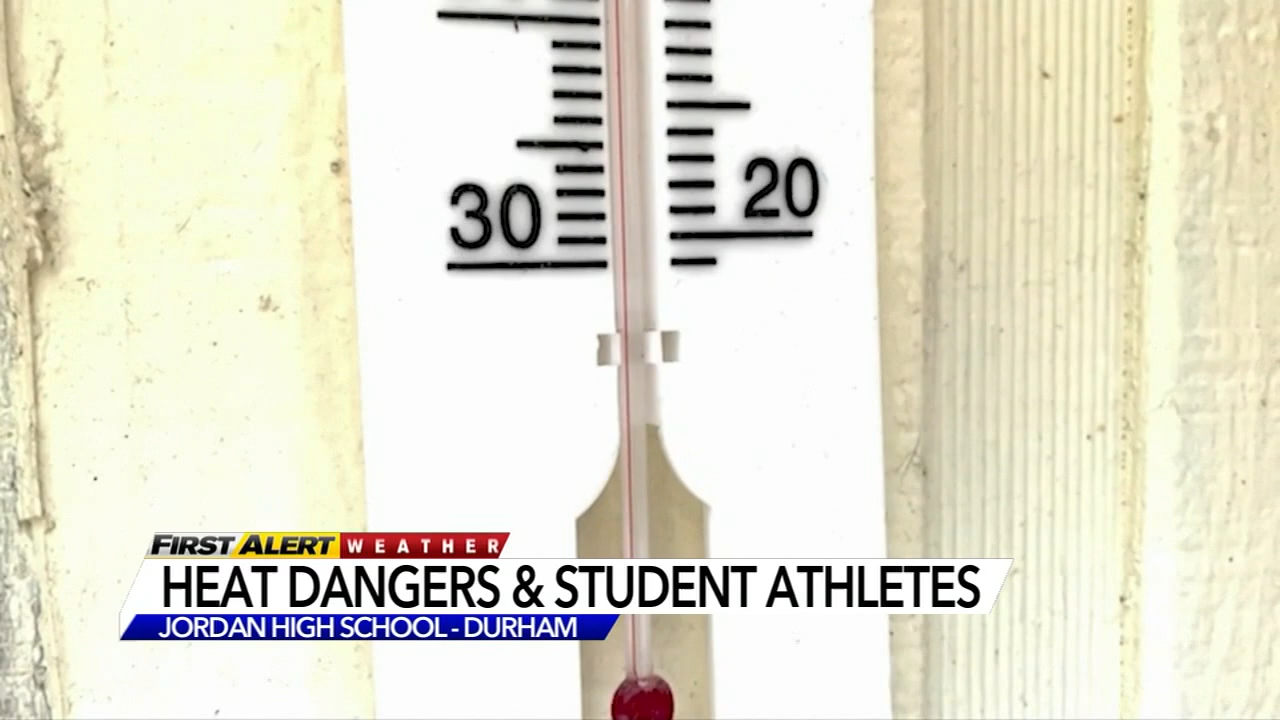 30 20
FIRST ALERT WEATHER
HEAT DANGERS & STUDENT ATHLETES
JORDAN HIGH SCHOOL - DURHAM